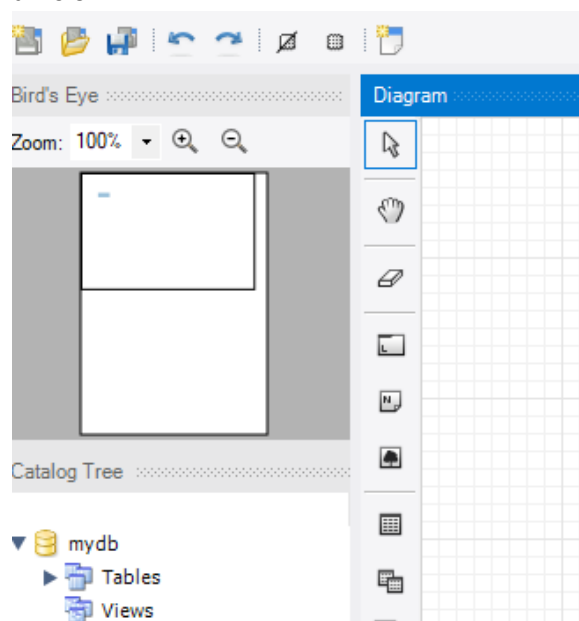 Bird's Eye
Diagram
Zoom: 100%
Catalog Tree
mydb
Tables
Views